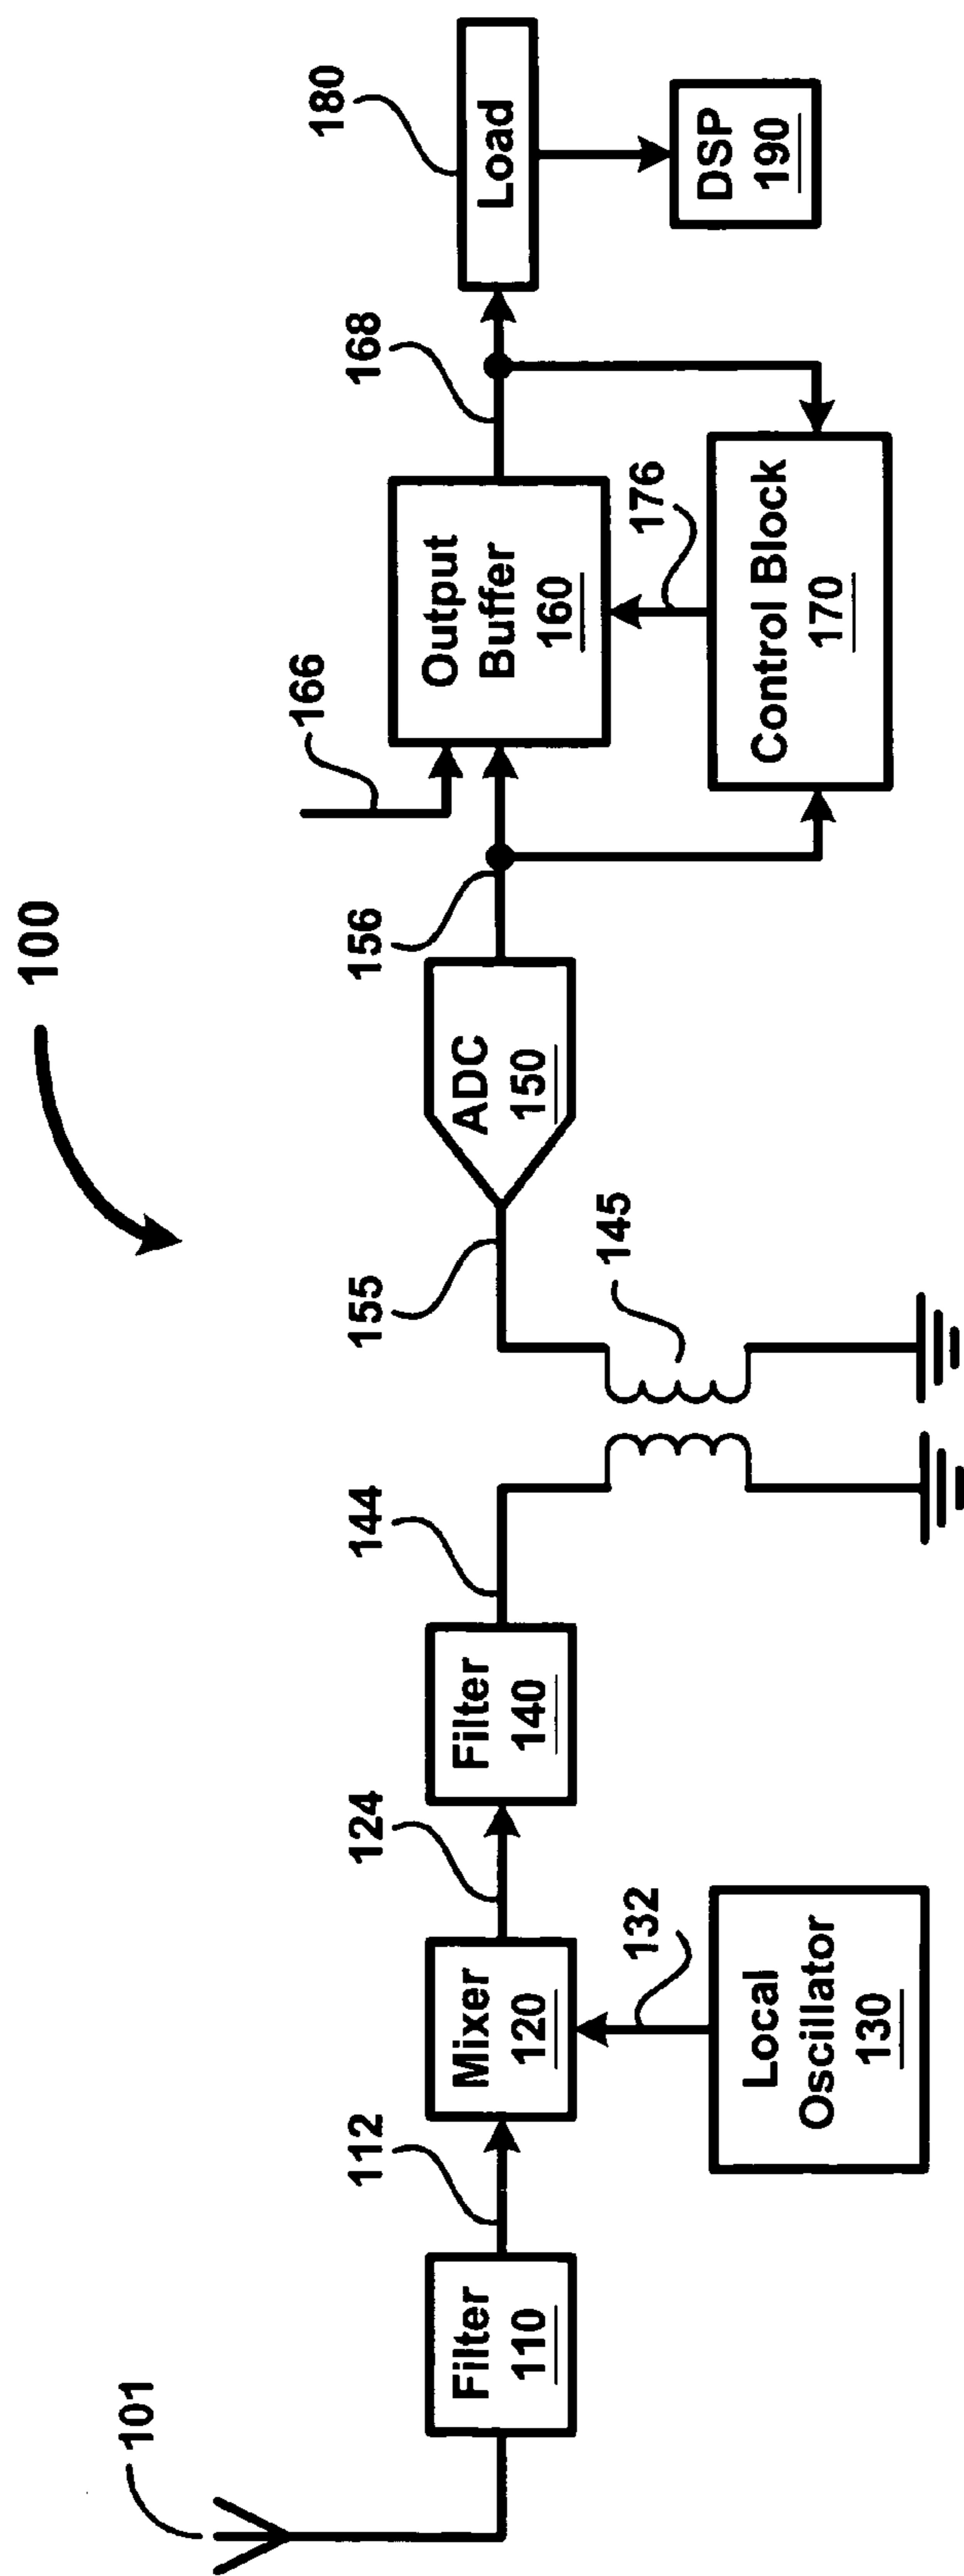 100
101
Filter
110
112
Mixer
120
132
Local
Oscillator
130
124
Filter
140
144
145
155
ADC
150
156
166
Output
Buffer
160
176
Control Block
170
168
180
Load
DSP
190